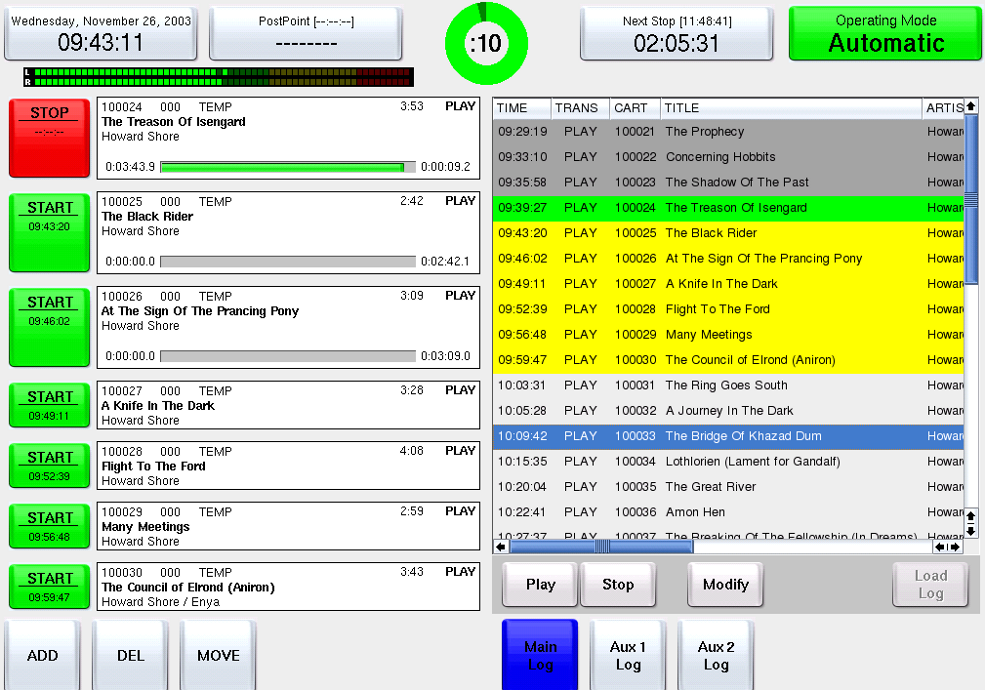 Wednesday, November 26, 2003
09:43:11
PostPoint [--:--:--]
--------
:10
Next Stop [11:48:41]
02:05:31
Operating Mode
Automatic
L
R
STOP
--:--:--
100024 000 TEMP 3:53 PLAY
The Treason Of Isengard
Howard Shore
0:03:43.9 0:00:09.2
START
09:43:20
100025 000 TEMP 2:42 PLAY
The Black Rider
Howard Shore
0:00:00.0 0:02:42.1
START
09:46:02
100026 000 TEMP 3:09 PLAY
At The Sign Of The Prancing Pony
Howard Shore
0:00:00.0 0:03:09.0
START
09:49:11
100027 000 TEMP 3:28 PLAY
A Knife In The Dark
Howard Shore
START
09:52:39
100028 000 TEMP 4:08 PLAY
Flight To The Ford
Howard Shore
START
09:56:48
100029 000 TEMP 2:59 PLAY
Many Meetings
Howard Shore
START
09:59:47
100030 000 TEMP 3:43 PLAY
The Council of Elrond (Aniron)
Howard Shore / Enya
ADD DEL MOVE
TIME TRANS CART TITLE ARTIS
09:29:19 PLAY 100021 The Prophecy Howar
09:33:10 PLAY 100022 Concerning Hobbits Howar
09:35:58 PLAY 100023 The Shadow Of The Past Howar
09:39:27 PLAY 100024 The Treason Of Isengard Howar
09:43:20 PLAY 100025 The Black Rider Howar
09:46:02 PLAY 100026 At The Sign Of The Prancing Pony Howar
09:49:11 PLAY 100027 A Knife In The Dark Howar
09:52:39 PLAY 100028 Flight To The Ford Howar
09:56:48 PLAY 100029 Many Meetings Howar
09:59:47 PLAY 100030 The Council of Elrond (Aniron) Howar
10:03:31 PLAY 100031 The Ring Goes South Howar
10:05:28 PLAY 100032 A Journey In The Dark Howar
10:09:42 PLAY 100033 The Bridge Of Khazad Dum Howar
10:15:35 PLAY 100034 Lothlorien (Lament for Gandalf) Howar
10:20:04 PLAY 100035 The Great River Howar
10:22:41 PLAY 100036 Amon Hen Howar
10:27:37 PLAY 100037 The Breaking Of The Fellowship (In Dreams) Howar
Play Stop Modify Load
Log
Main
Log
Aux 1
Log
Aux 2
Log